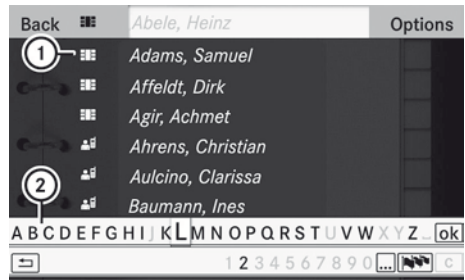 Back Abele, Heinz Options
1 Adams, Samuel
Affeldt, Dirk
Agir, Achmet
Ahrens, Christian
2 Aulcino, Clarissa
Baumann, Ines
A B C D E F G H I J K L M N O P Q R S T U V W X Y Z _ ok
1 2 3 4 5 6 7 8 9 0 ... C